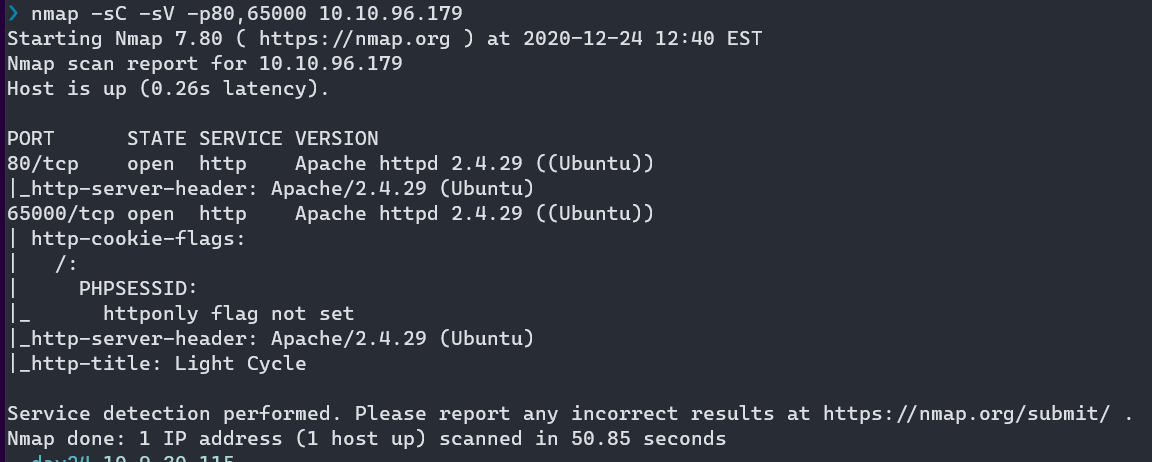 ❯ nmap -sC -sV -p80,65000 10.10.96.179
Starting Nmap 7.80 ( https://nmap.org ) at 2020-12-24 12:40 EST
Nmap scan report for 10.10.96.179
Host is up (0.26s latency).
PORT      STATE SERVICE VERSION
80/tcp    open  http    Apache httpd 2.4.29 ((Ubuntu))
|_http-server-header: Apache/2.4.29 (Ubuntu)
65000/tcp open  http    Apache httpd 2.4.29 ((Ubuntu))
| http-cookie-flags:
|   /:
|     PHPSESSID:
|_      httponly flag not set
|_http-server-header: Apache/2.4.29 (Ubuntu)
|_http-title: Light Cycle
Service detection performed. Please report any incorrect results at https://nmap.org/submit/ .
Nmap done: 1 IP address (1 host up) scanned in 50.85 seconds
day24 10.9.30.115